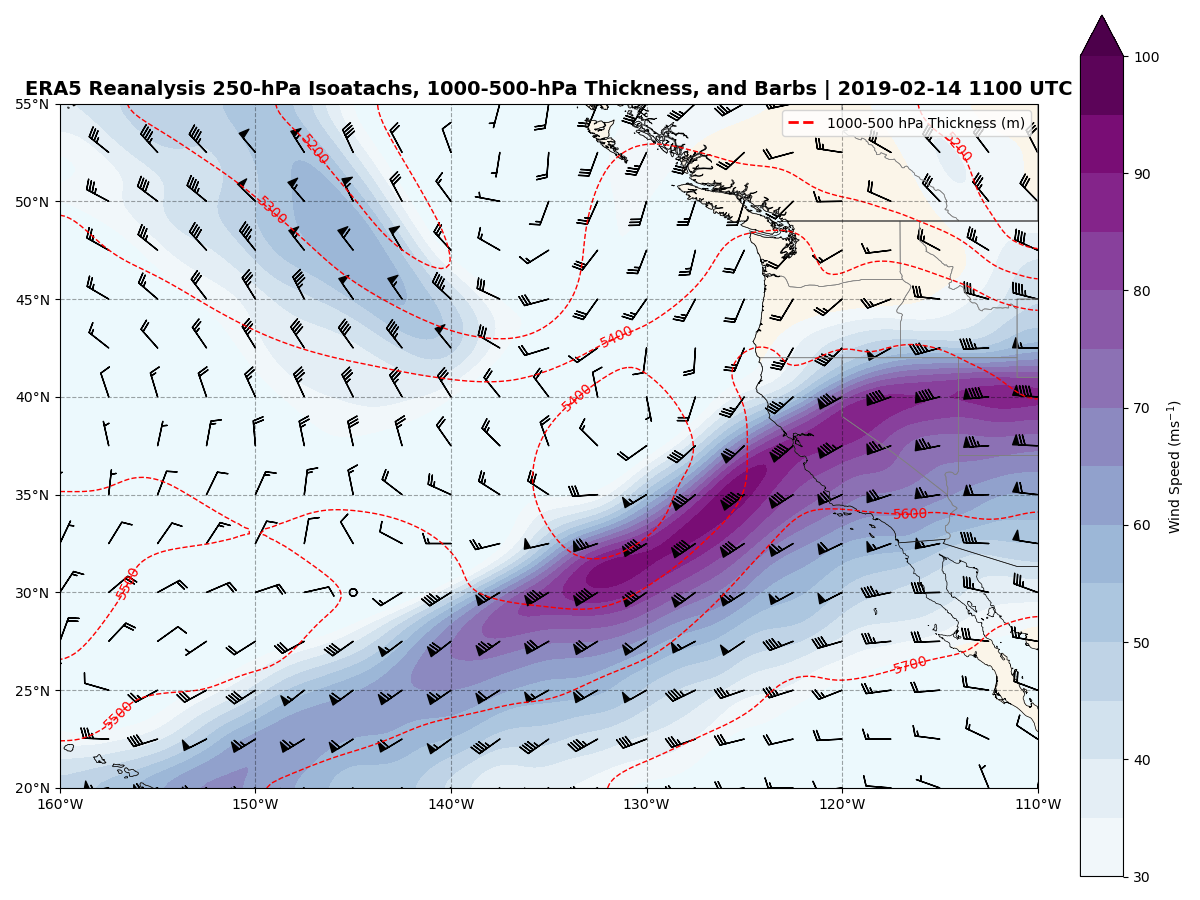 ERA5 Reanalysis 250-hPa Isoatachs, 1000-500-hPa Thickness, and Barbs | 2019-02-14 1100 UTC
1000-500 hPa Thickness (m)
55°N
50°N
45°N
40°N
35°N
30°N
25°N
20°N
160°W
150°W
140°W
130°W
120°W
110°W
5200
5300
5200
5400
5400
5500
5500
5600
5700
100
90
80
70
60
50
40
30
Wind Speed (ms⁻¹)